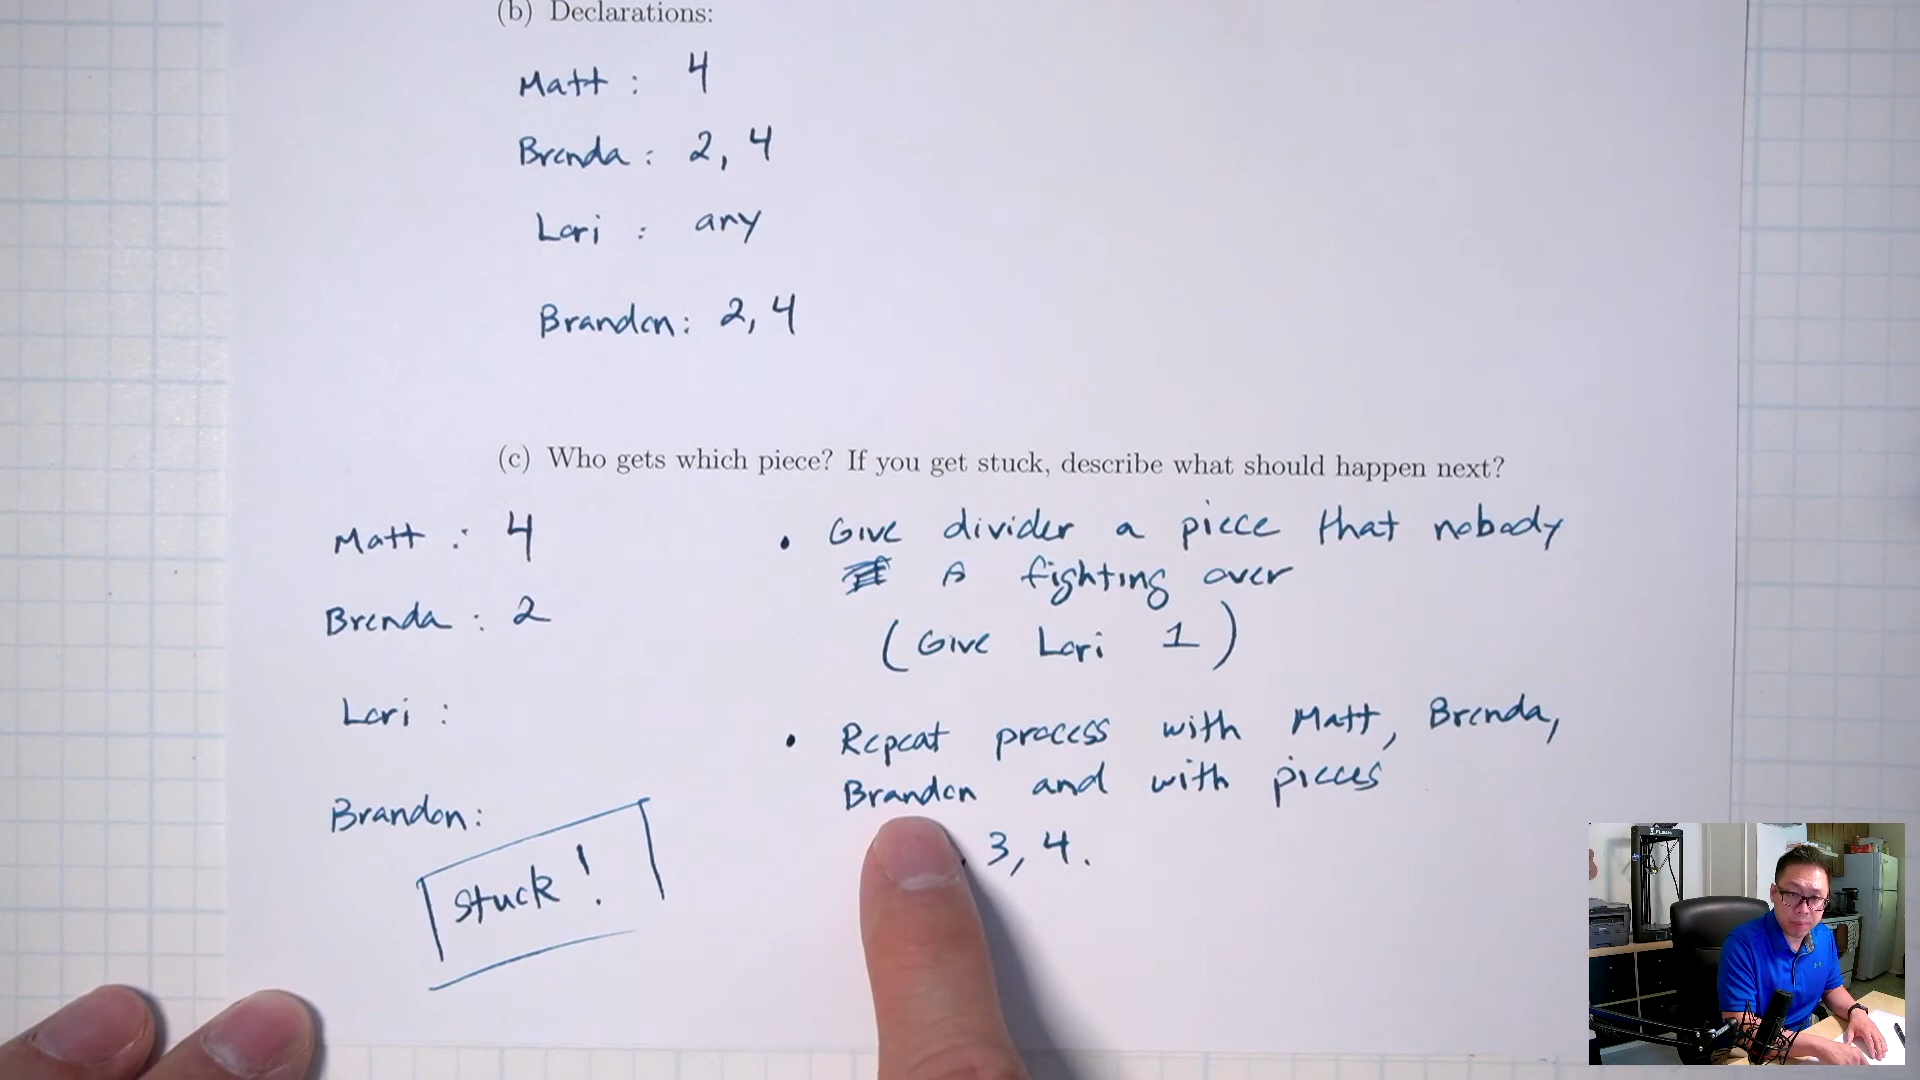 (b) Declarations:
Matt : 4
Brenda : 2, 4
Lori : any
Brandon: 2, 4
(c) Who gets which piece? If you get stuck, describe what should happen next?
Matt : 4
Brenda : 2
Lori :
Brandon:
Stuck!
• Give divider a piece that nobody
is fighting over
(Give Lori 1)
• Repeat process with Matt, Brenda,
Brandon and with pieces
, 3, 4.